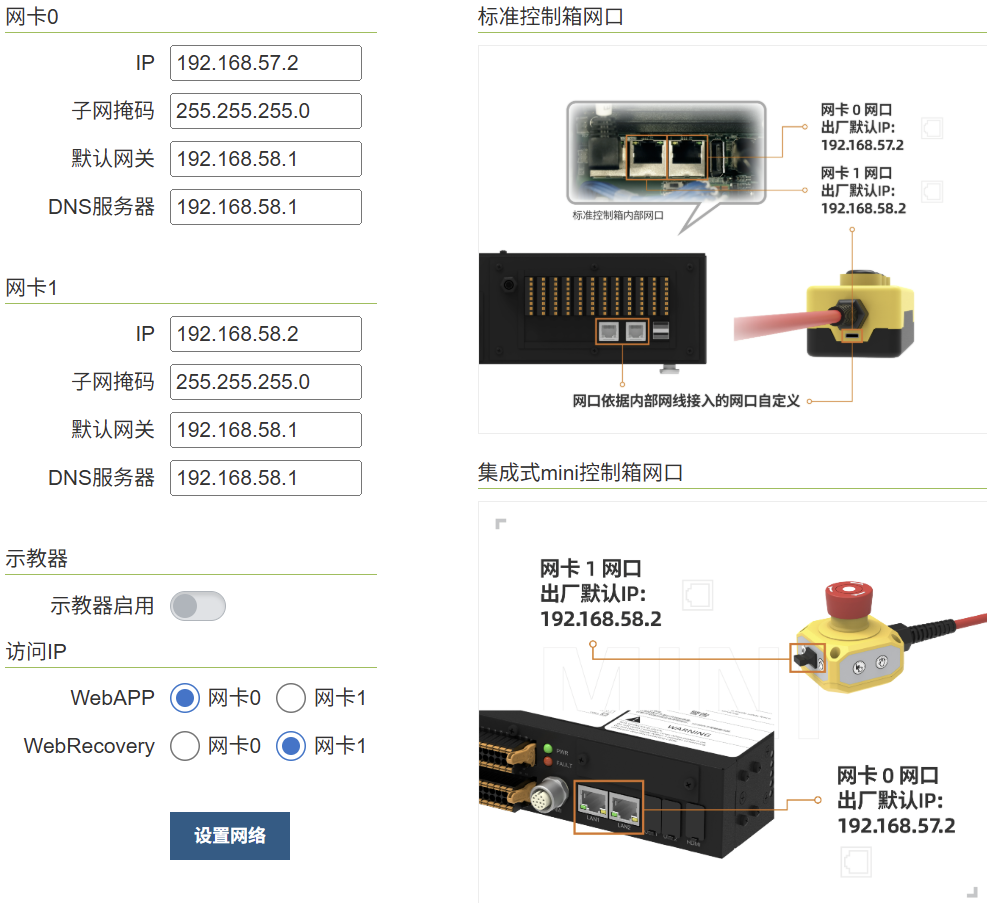 网卡0
IP 192.168.57.2
子网掩码 255.255.255.0
默认网关 192.168.58.1
DNS服务器 192.168.58.1
网卡1
IP 192.168.58.2
子网掩码 255.255.255.0
默认网关 192.168.58.1
DNS服务器 192.168.58.1
示教器
示教器启用
访问IP
WebAPP 网卡0 网卡1
WebRecovery 网卡0 网卡1
设置网络
标准控制箱网口
网卡 0 网口
出厂默认IP:
192.168.57.2
网卡 1 网口
出厂默认IP:
192.168.58.2
标准控制箱内部网口
网口依据内部网线接入的网口自定义
集成式mini控制箱网口
网卡 1 网口
出厂默认IP:
192.168.58.2
MINI
WARNING
PWR
FAULT
LAN1
LAN2
HDMI
网卡 0 网口
出厂默认IP:
192.168.57.2